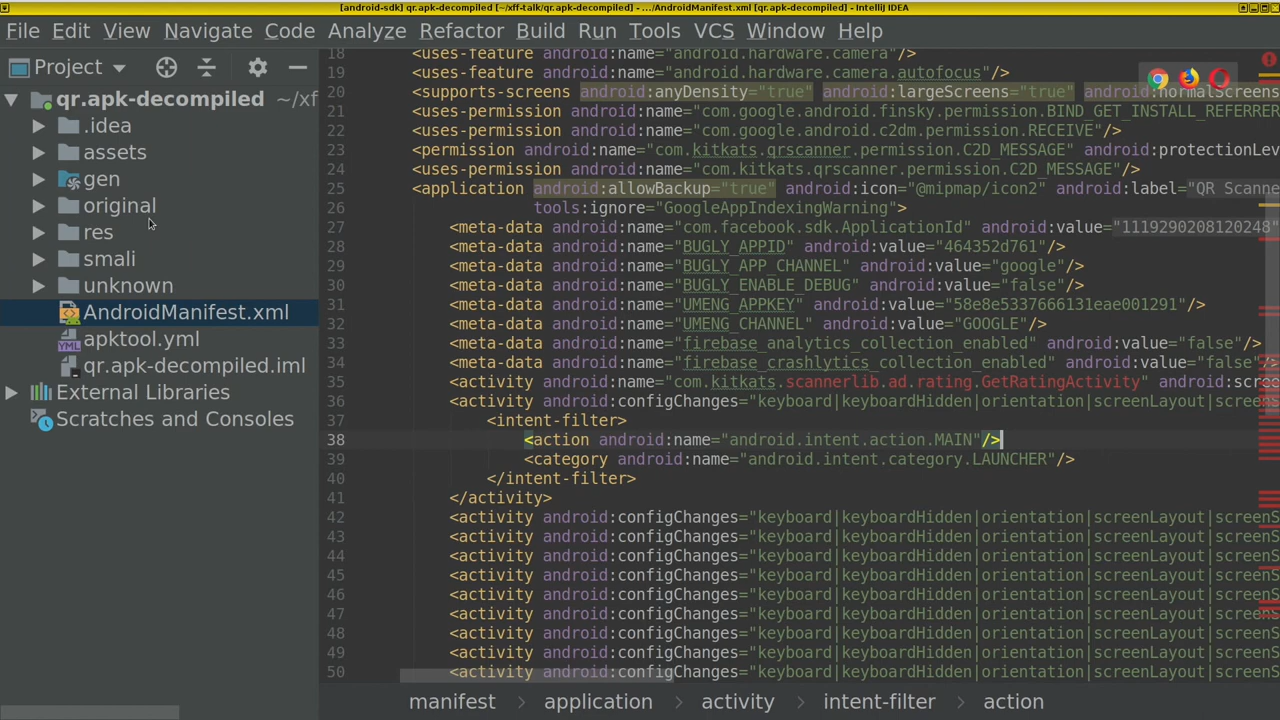 [android-sdk] qr.apk-decompiled [~/xff-talk/qr.apk-decompiled] - .../AndroidManifest.xml [qr.apk-decompiled] - IntelliJ IDEA
File Edit View Navigate Code Analyze Refactor Build Run Tools VCS Window Help
Project
qr.apk-decompiled ~/xf
.idea
assets
gen
original
res
smali
unknown
AndroidManifest.xml
YML apktool.yml
qr.apk-decompiled.iml
External Libraries
Scratches and Consoles
18 <uses-feature android:name="android.hardware.camera"/>
19 <uses-feature android:name="android.hardware.camera.autofocus"/>
20 <supports-screens android:anyDensity="true" android:largeScreens="true" android:normalScreens
21 <uses-permission android:name="com.google.android.finsky.permission.BIND_GET_INSTALL_REFERRER
22 <uses-permission android:name="com.google.android.c2dm.permission.RECEIVE"/>
23 <permission android:name="com.kitkats.qrscanner.permission.C2D_MESSAGE" android:protectionLev
24 <uses-permission android:name="com.kitkats.qrscanner.permission.C2D_MESSAGE"/>
25 <application android:allowBackup="true" android:icon="@mipmap/icon2" android:label="QR Scanne
26 tools:ignore="GoogleAppIndexingWarning">
27 <meta-data android:name="com.facebook.sdk.ApplicationId" android:value="1119290208120248"
28 <meta-data android:name="BUGLY_APPID" android:value="464352d761"/>
29 <meta-data android:name="BUGLY_APP_CHANNEL" android:value="google"/>
30 <meta-data android:name="BUGLY_ENABLE_DEBUG" android:value="false"/>
31 <meta-data android:name="UMENG_APPKEY" android:value="58e8e5337666131eae001291"/>
32 <meta-data android:name="UMENG_CHANNEL" android:value="GOOGLE"/>
33 <meta-data android:name="firebase_analytics_collection_enabled" android:value="false"/>
34 <meta-data android:name="firebase_crashlytics_collection_enabled" android:value="false"/>
35 <activity android:name="com.kitkats.scannerlib.ad.rating.GetRatingActivity" android:scre
36 <activity android:configChanges="keyboard|keyboardHidden|orientation|screenLayout|screenS
37 <intent-filter>
38 <action android:name="android.intent.action.MAIN"/>
39 <category android:name="android.intent.category.LAUNCHER"/>
40 </intent-filter>
41 </activity>
42 <activity android:configChanges="keyboard|keyboardHidden|orientation|screenLayout|screenS
43 <activity android:configChanges="keyboard|keyboardHidden|orientation|screenLayout|screenS
44 <activity android:configChanges="keyboard|keyboardHidden|orientation|screenLayout|screenS
45 <activity android:configChanges="keyboard|keyboardHidden|orientation|screenLayout|screenS
46 <activity android:configChanges="keyboard|keyboardHidden|orientation|screenLayout|screenS
47 <activity android:configChanges="keyboard|keyboardHidden|orientation|screenLayout|screenS
48 <activity android:configChanges="keyboard|keyboardHidden|orientation|screenLayout|screenS
49 <activity android:configChanges="keyboard|keyboardHidden|orientation|screenLayout|screenS
50 <activity android:configChanges="keyboard|keyboardHidden|orientation|screenLayout|screenS
manifest › application › activity › intent-filter › action